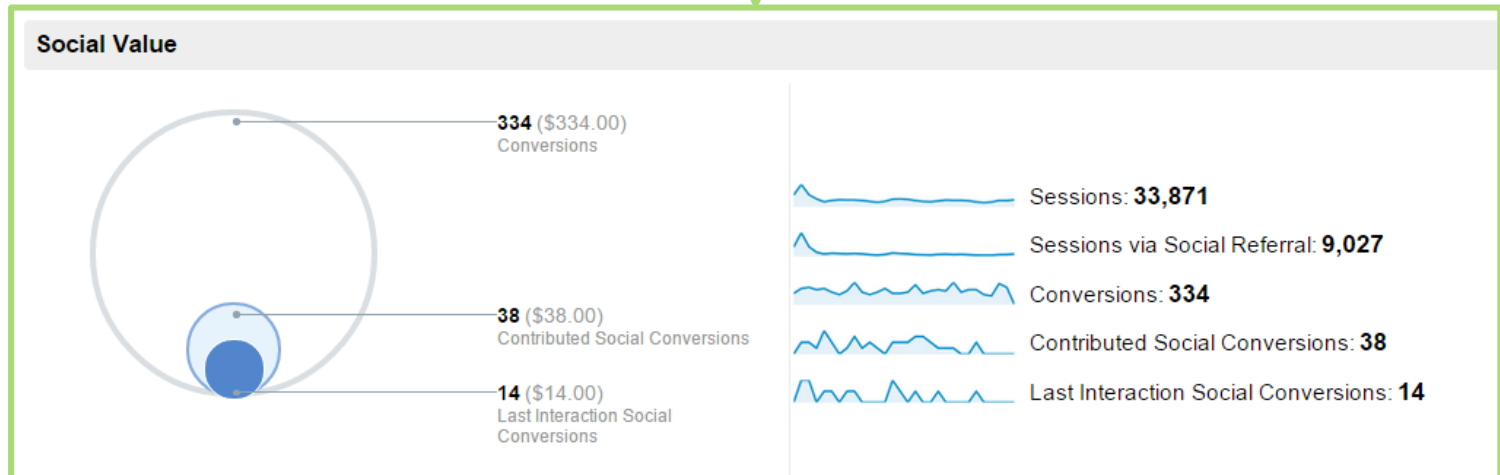 Social Value
334 ($334.00)
Conversions
38 ($38.00)
Contributed Social Conversions
14 ($14.00)
Last Interaction Social
Conversions
Sessions: 33,871
Sessions via Social Referral: 9,027
Conversions: 334
Contributed Social Conversions: 38
Last Interaction Social Conversions: 14